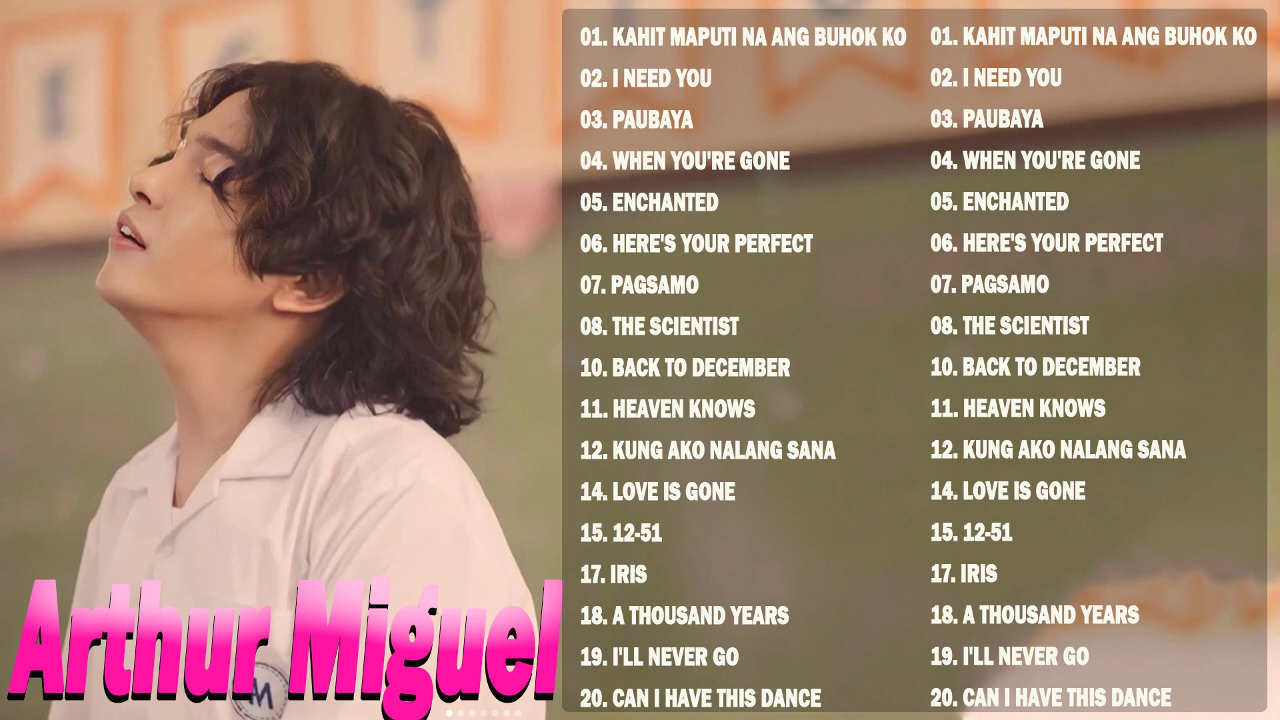 01. KAHIT MAPUTI NA ANG BUHOK KO
02. I NEED YOU
03. PAUBAYA
04. WHEN YOU'RE GONE
05. ENCHANTED
06. HERE'S YOUR PERFECT
07. PAGSAMO
08. THE SCIENTIST
10. BACK TO DECEMBER
11. HEAVEN KNOWS
12. KUNG AKO NALANG SANA
14. LOVE IS GONE
15. 12-51
17. IRIS
18. A THOUSAND YEARS
19. I'LL NEVER GO
20. CAN I HAVE THIS DANCE
01. KAHIT MAPUTI NA ANG BUHOK KO
02. I NEED YOU
03. PAUBAYA
04. WHEN YOU'RE GONE
05. ENCHANTED
06. HERE'S YOUR PERFECT
07. PAGSAMO
08. THE SCIENTIST
10. BACK TO DECEMBER
11. HEAVEN KNOWS
12. KUNG AKO NALANG SANA
14. LOVE IS GONE
15. 12-51
17. IRIS
18. A THOUSAND YEARS
19. I'LL NEVER GO
20. CAN I HAVE THIS DANCE
Arthur Miguel